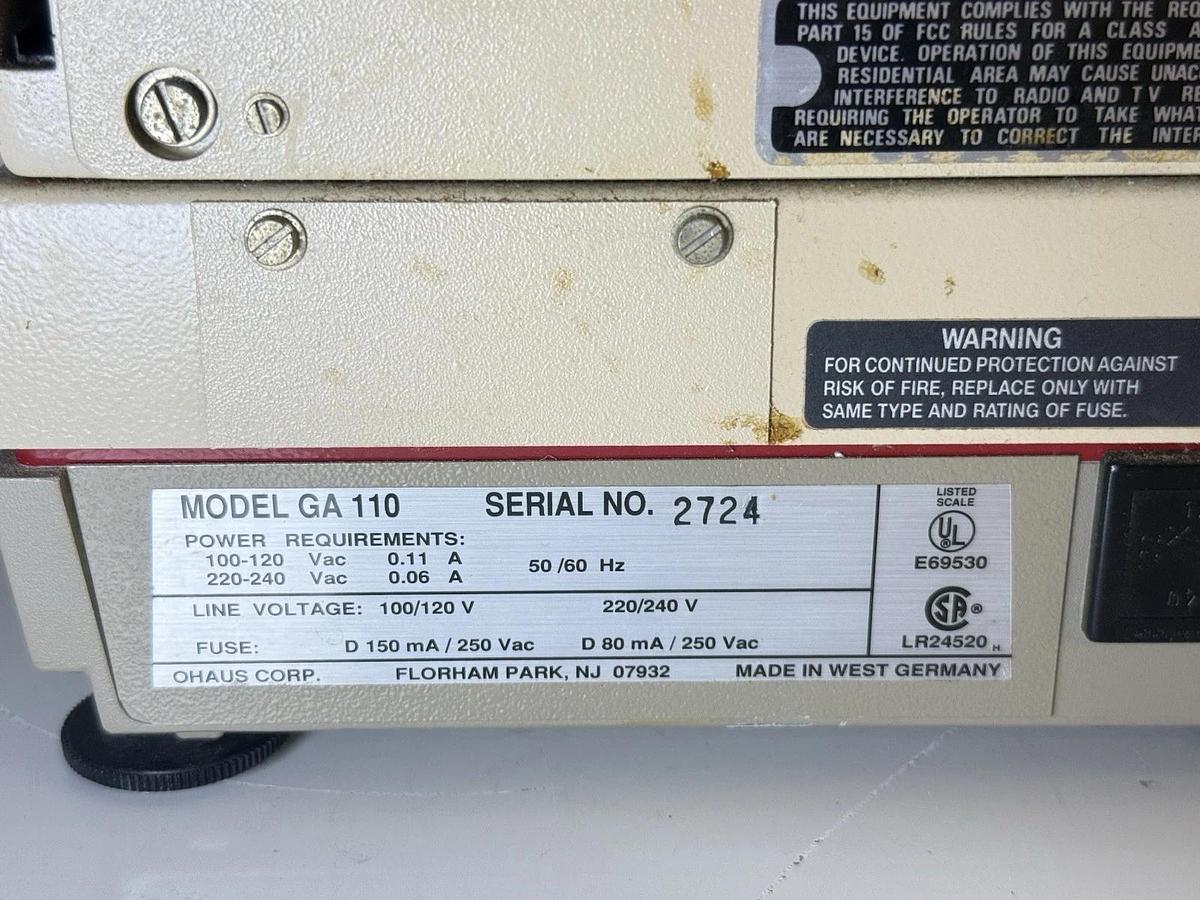 THIS EQUIPMENT COMPLIES WITH THE
PART 15 OF FCC RULES FOR A CLASS A
DEVICE. OPERATION OF THIS
RESIDENTIAL AREA MAY CAUSE
INTERFERENCE TO RADIO AND TV
REQUIRING THE OPERATOR TO TAKE
ARE NECESSARY TO CORRECT THE
WARNING
FOR CONTINUED PROTECTION AGAINST
RISK OF FIRE, REPLACE ONLY WITH
SAME TYPE AND RATING OF FUSE.
MODEL GA 110 SERIAL NO. 2724
POWER REQUIREMENTS:
100-120 Vac 0.11 A
220-240 Vac 0.06 A
50/60 Hz
LINE VOLTAGE: 100/120 V 220/240 V
FUSE: D 150 mA / 250 Vac D 80 mA / 250 Vac
OHAUS CORP. FLORHAM PARK, NJ 07932 MADE IN WEST GERMANY
LISTED
SCALE
UL
E69530
SA ®
LR24520 H